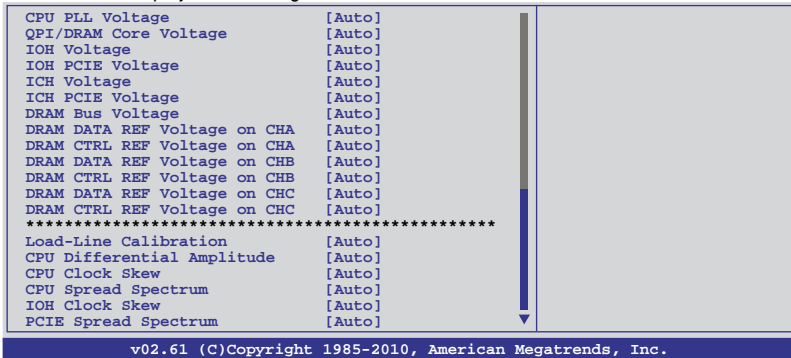 CPU PLL Voltage [Auto]
QPI/DRAM Core Voltage [Auto]
IOH Voltage [Auto]
IOH PCIE Voltage [Auto]
ICH Voltage [Auto]
ICH PCIE Voltage [Auto]
DRAM Bus Voltage [Auto]
DRAM DATA REF Voltage on CHA [Auto]
DRAM CTRL REF Voltage on CHA [Auto]
DRAM DATA REF Voltage on CHB [Auto]
DRAM CTRL REF Voltage on CHB [Auto]
DRAM DATA REF Voltage on CHC [Auto]
DRAM CTRL REF Voltage on CHC [Auto]
*************************************************
Load-Line Calibration [Auto]
CPU Differential Amplitude [Auto]
CPU Clock Skew [Auto]
CPU Spread Spectrum [Auto]
IOH Clock Skew [Auto]
PCIE Spread Spectrum [Auto]
v02.61 (C)Copyright 1985-2010, American Megatrends, Inc.